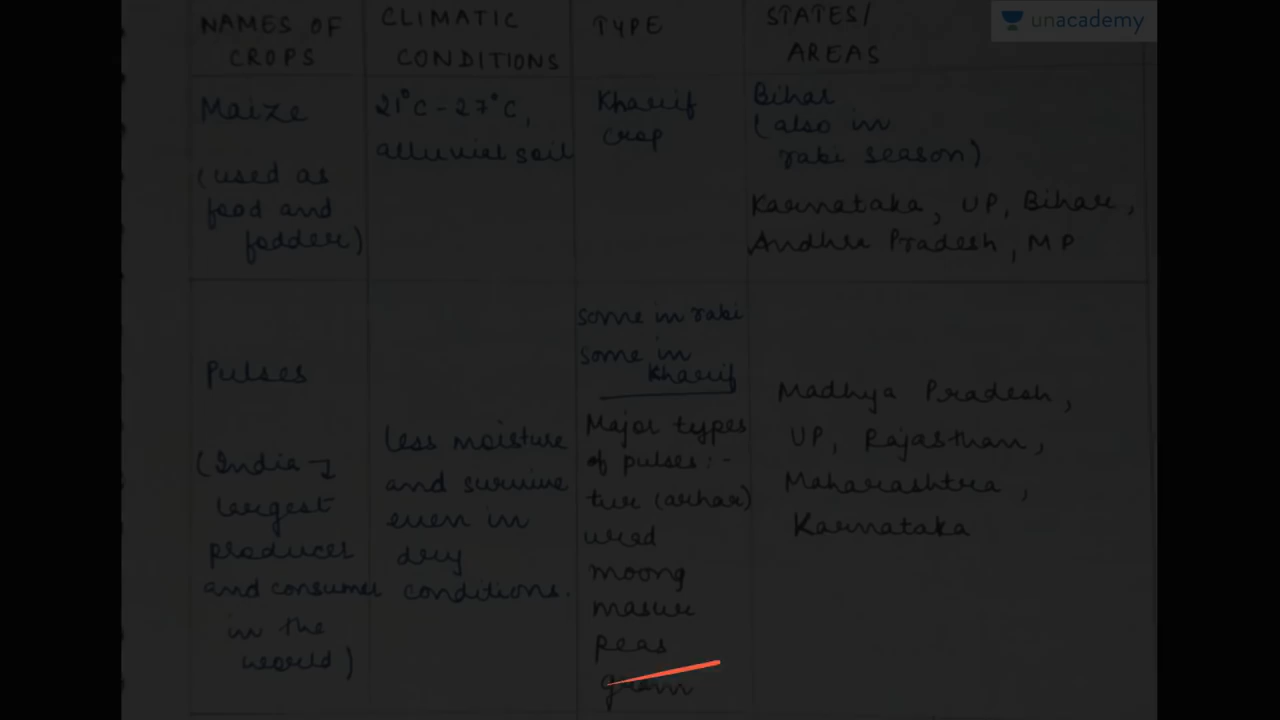 unacademy
NAMES OF CROPS
CLIMATIC CONDITIONS
TYPE
STATES/ AREAS
Maize
(used as
food and
fodder)
21°C - 27°C,
alluvial soil
Kharif
crop
Bihar
(also in
rabi season)
Karnataka, UP, Bihar,
Andhra Pradesh, MP
Pulses
(India →
largest
producer
and consumer
in the
world)
less moisture
and survive
even in
dry
conditions.
some in rabi
some in
Kharif
Major types
of pulses :-
tur (arhar)
urad
moong
masur
peas
gram
Madhya Pradesh,
UP, Rajasthan,
Maharashtra,
Karnataka